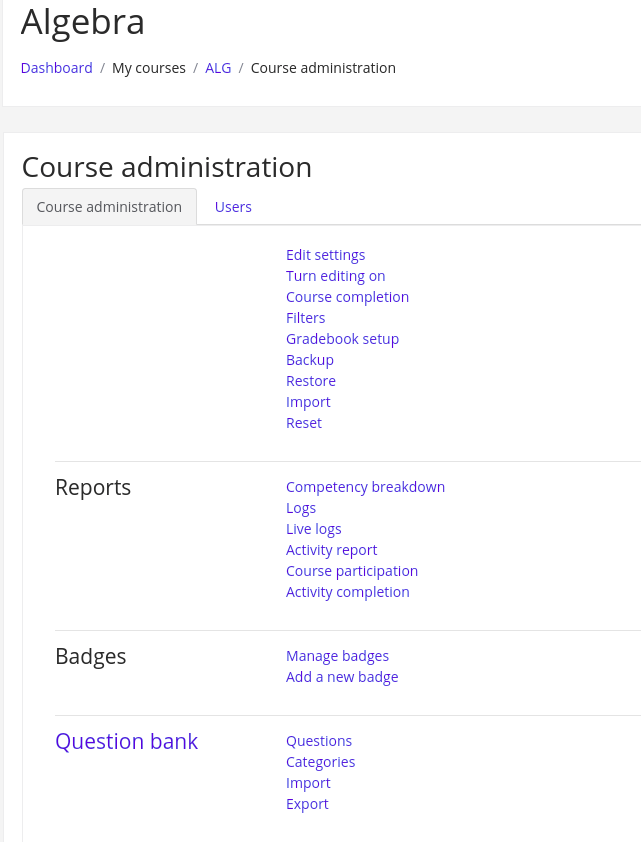 Algebra
Dashboard / My courses / ALG / Course administration
Course administration
Course administration Users
Edit settings
Turn editing on
Course completion
Filters
Gradebook setup
Backup
Restore
Import
Reset
Reports Competency breakdown
Logs
Live logs
Activity report
Course participation
Activity completion
Badges Manage badges
Add a new badge
Question bank Questions
Categories
Import
Export